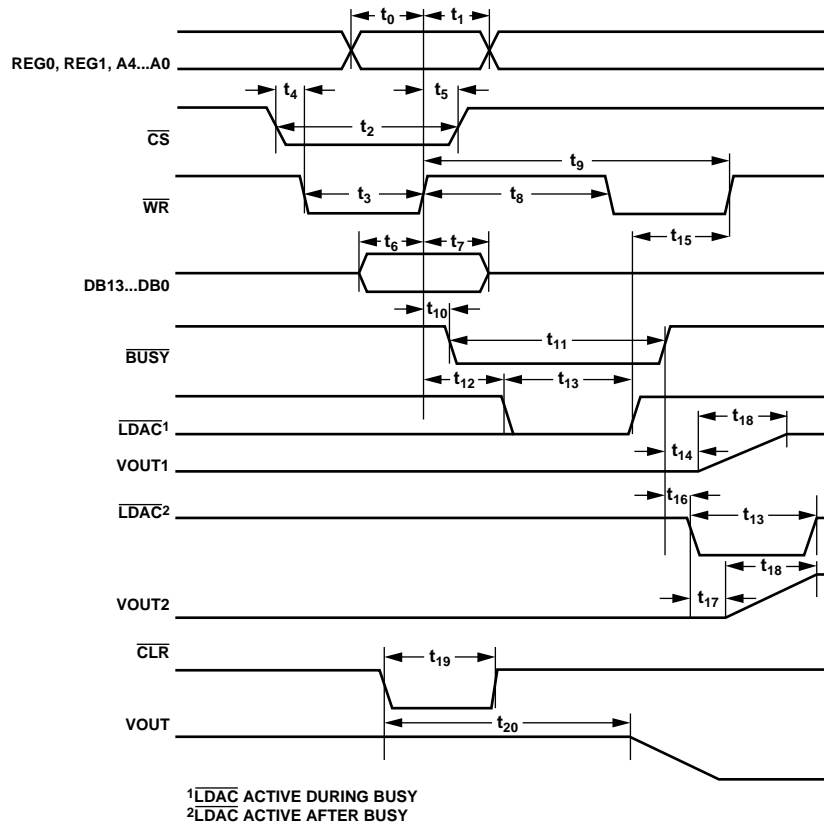 t0 t1
REG0, REG1, A4...A0
t4 t5
t2
CS
t9
t3 t8
WR
t15
t6 t7
DB13...DB0
t10
t11
BUSY
t12 t13
LDAC1
t18
t14
VOUT1
t16
LDAC2
t13
t18
t17
VOUT2
CLR
t19
VOUT
t20
1LDAC ACTIVE DURING BUSY
2LDAC ACTIVE AFTER BUSY